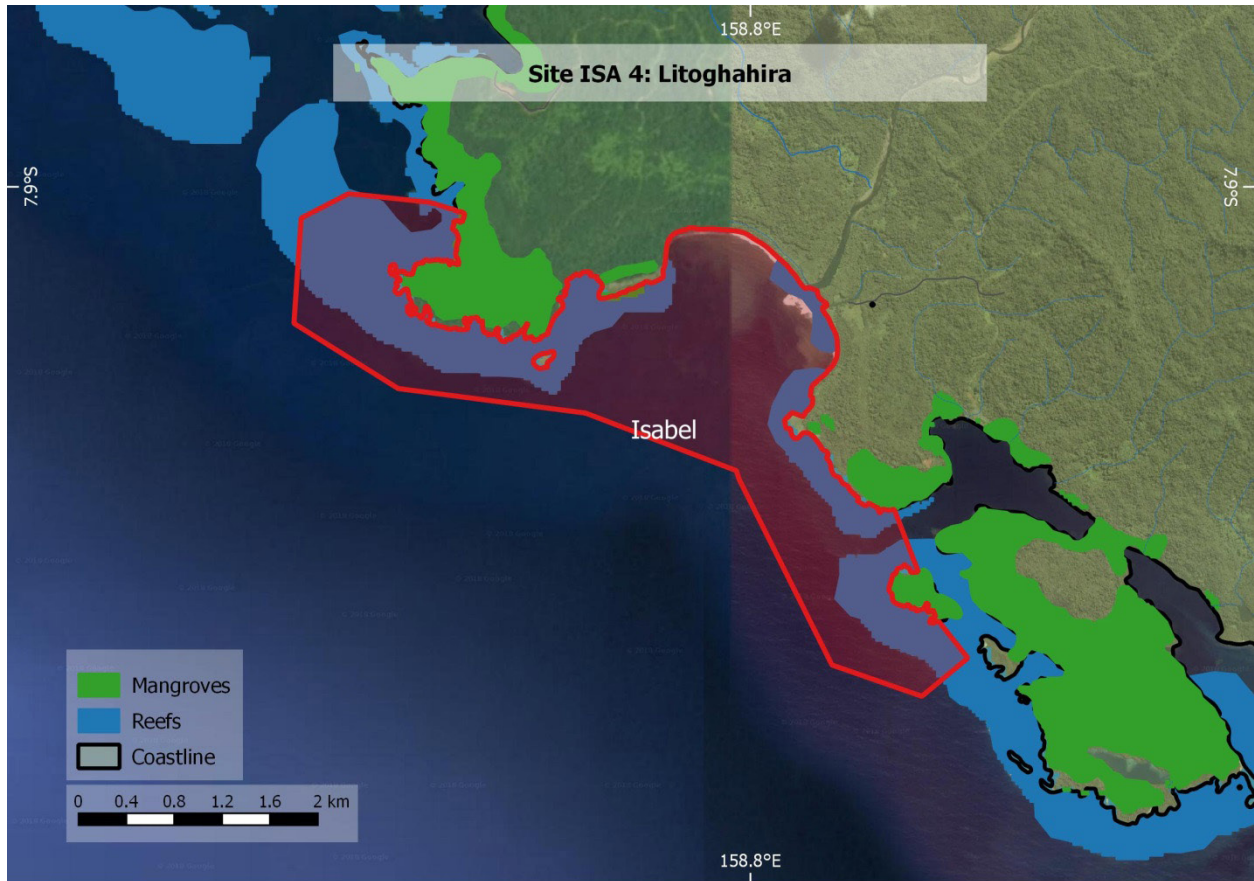 158.8°E
Site ISA 4: Litoghahira
7.9°S
7.9°S
Isabel
Mangroves
Reefs
Coastline
0 0.4 0.8 1.2 1.6 2 km
158.8°E